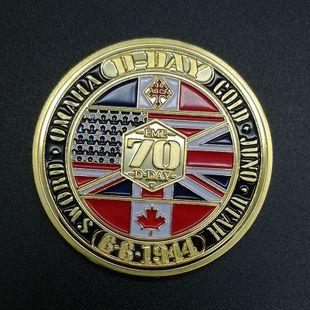 D-DAY
SWORD · OMAHA
GOLD · JUNO · UTAH
EME
70
D-DAY
6·6·1944